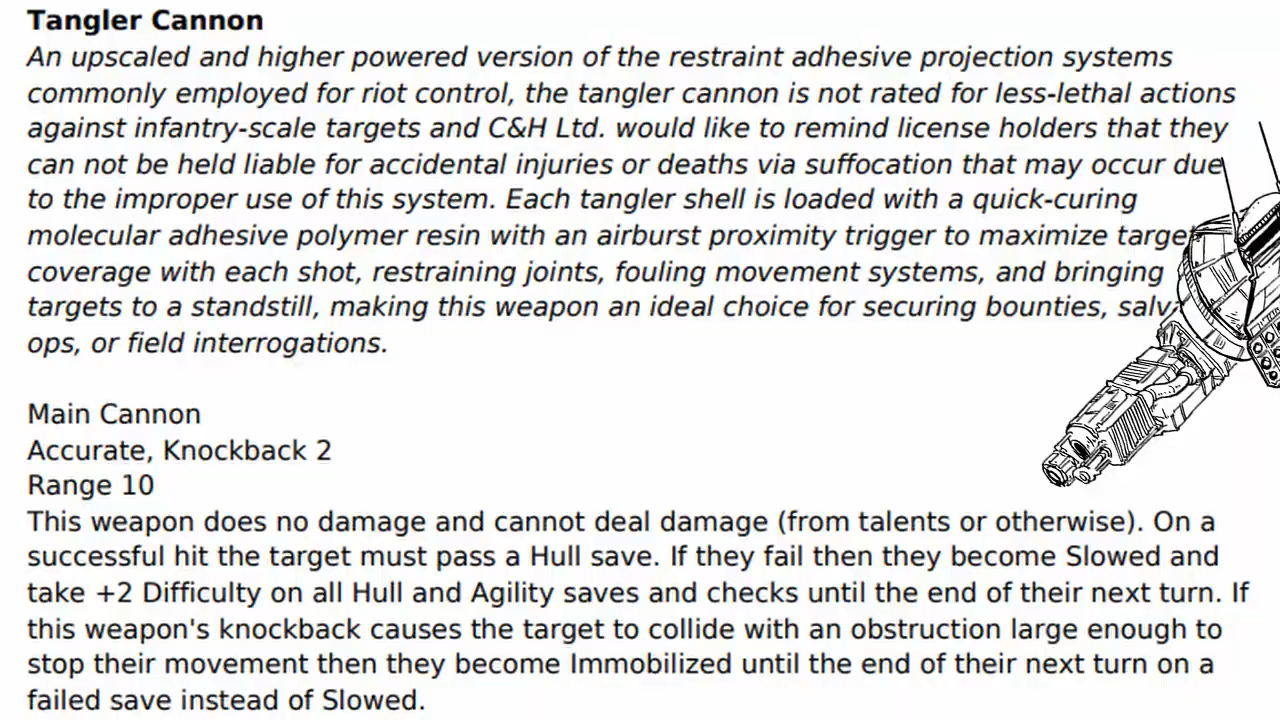 Tangler Cannon
An upscaled and higher powered version of the restraint adhesive projection systems
commonly employed for riot control, the tangler cannon is not rated for less-lethal actions
against infantry-scale targets and C&H Ltd. would like to remind license holders that they
can not be held liable for accidental injuries or deaths via suffocation that may occur due
to the improper use of this system. Each tangler shell is loaded with a quick-curing
molecular adhesive polymer resin with an airburst proximity trigger to maximize target
coverage with each shot, restraining joints, fouling movement systems, and bringing
targets to a standstill, making this weapon an ideal choice for securing bounties,
ops, or field interrogations.
Main Cannon
Accurate, Knockback 2
Range 10
This weapon does no damage and cannot deal damage (from talents or otherwise). On a
successful hit the target must pass a Hull save. If they fail then they become Slowed and
take +2 Difficulty on all Hull and Agility saves and checks until the end of their next turn. If
this weapon's knockback causes the target to collide with an obstruction large enough to
stop their movement then they become Immobilized until the end of their next turn on a
failed save instead of Slowed.